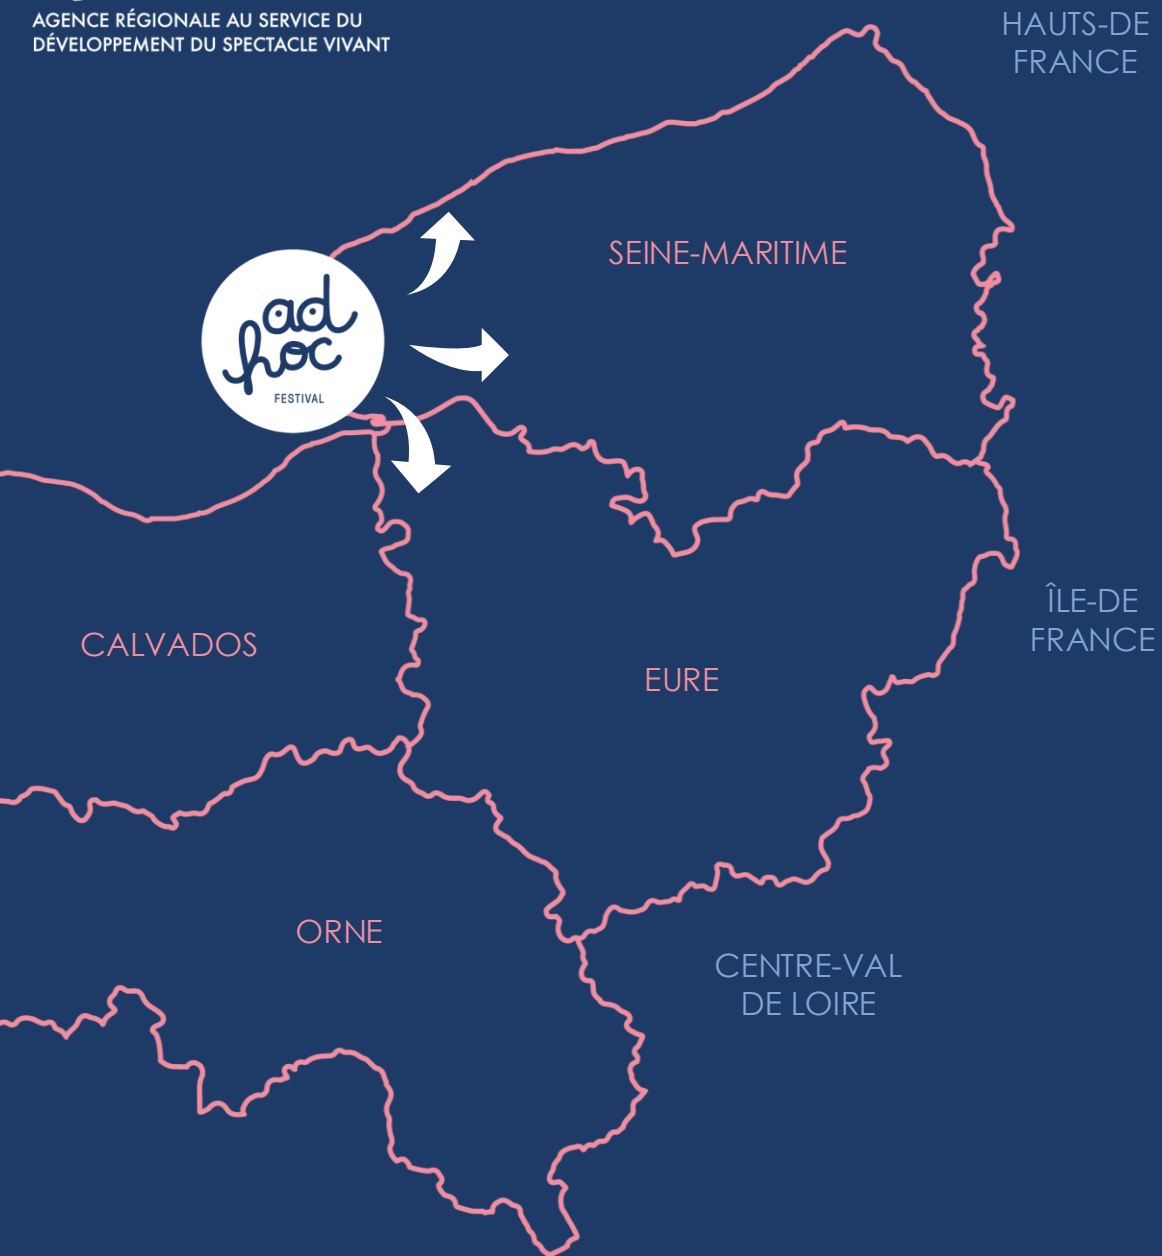 AGENCE RÉGIONALE AU SERVICE DU
DÉVELOPPEMENT DU SPECTACLE VIVANT
HAUTS-DE
FRANCE
SEINE-MARITIME
ad
hoc
FESTIVAL
ÎLE-DE
FRANCE
CALVADOS
EURE
ORNE
CENTRE-VAL
DE LOIRE